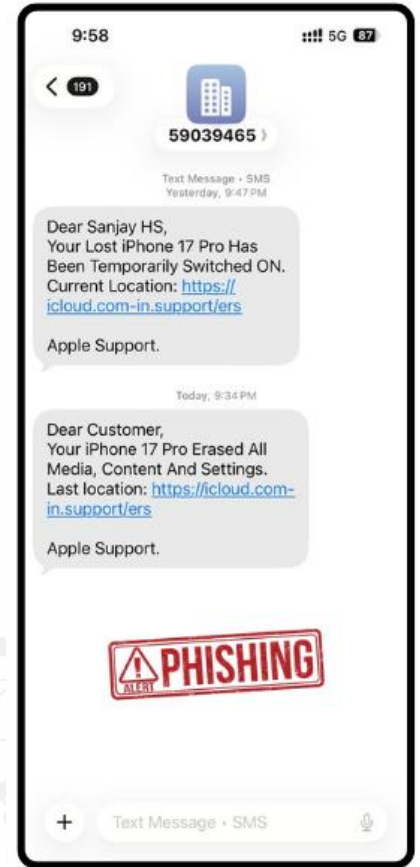 9:58
5G 87
191
59039465
Text Message • SMS
Yesterday, 9:47 PM
Dear Sanjay HS,
Your Lost iPhone 17 Pro Has
Been Temporarily Switched ON.
Current Location: https://
icloud.com-in.support/ers
Apple Support.
Today, 9:34 PM
Dear Customer,
Your iPhone 17 Pro Erased All
Media, Content And Settings.
Last location: https://icloud.com-
in.support/ers
Apple Support.
ALERT
PHISHING
+ Text Message • SMS